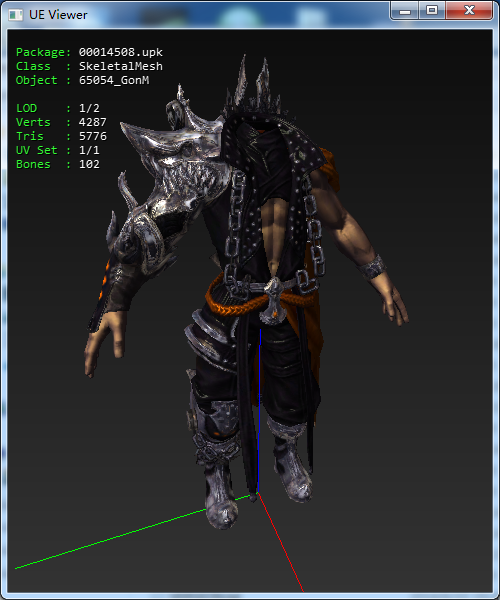 UE Viewer
Package: 00014508.upk
Class : SkeletalMesh
Object : 65054_GonM
LOD : 1/2
Verts : 4287
Tris : 5776
UV Set : 1/1
Bones : 102